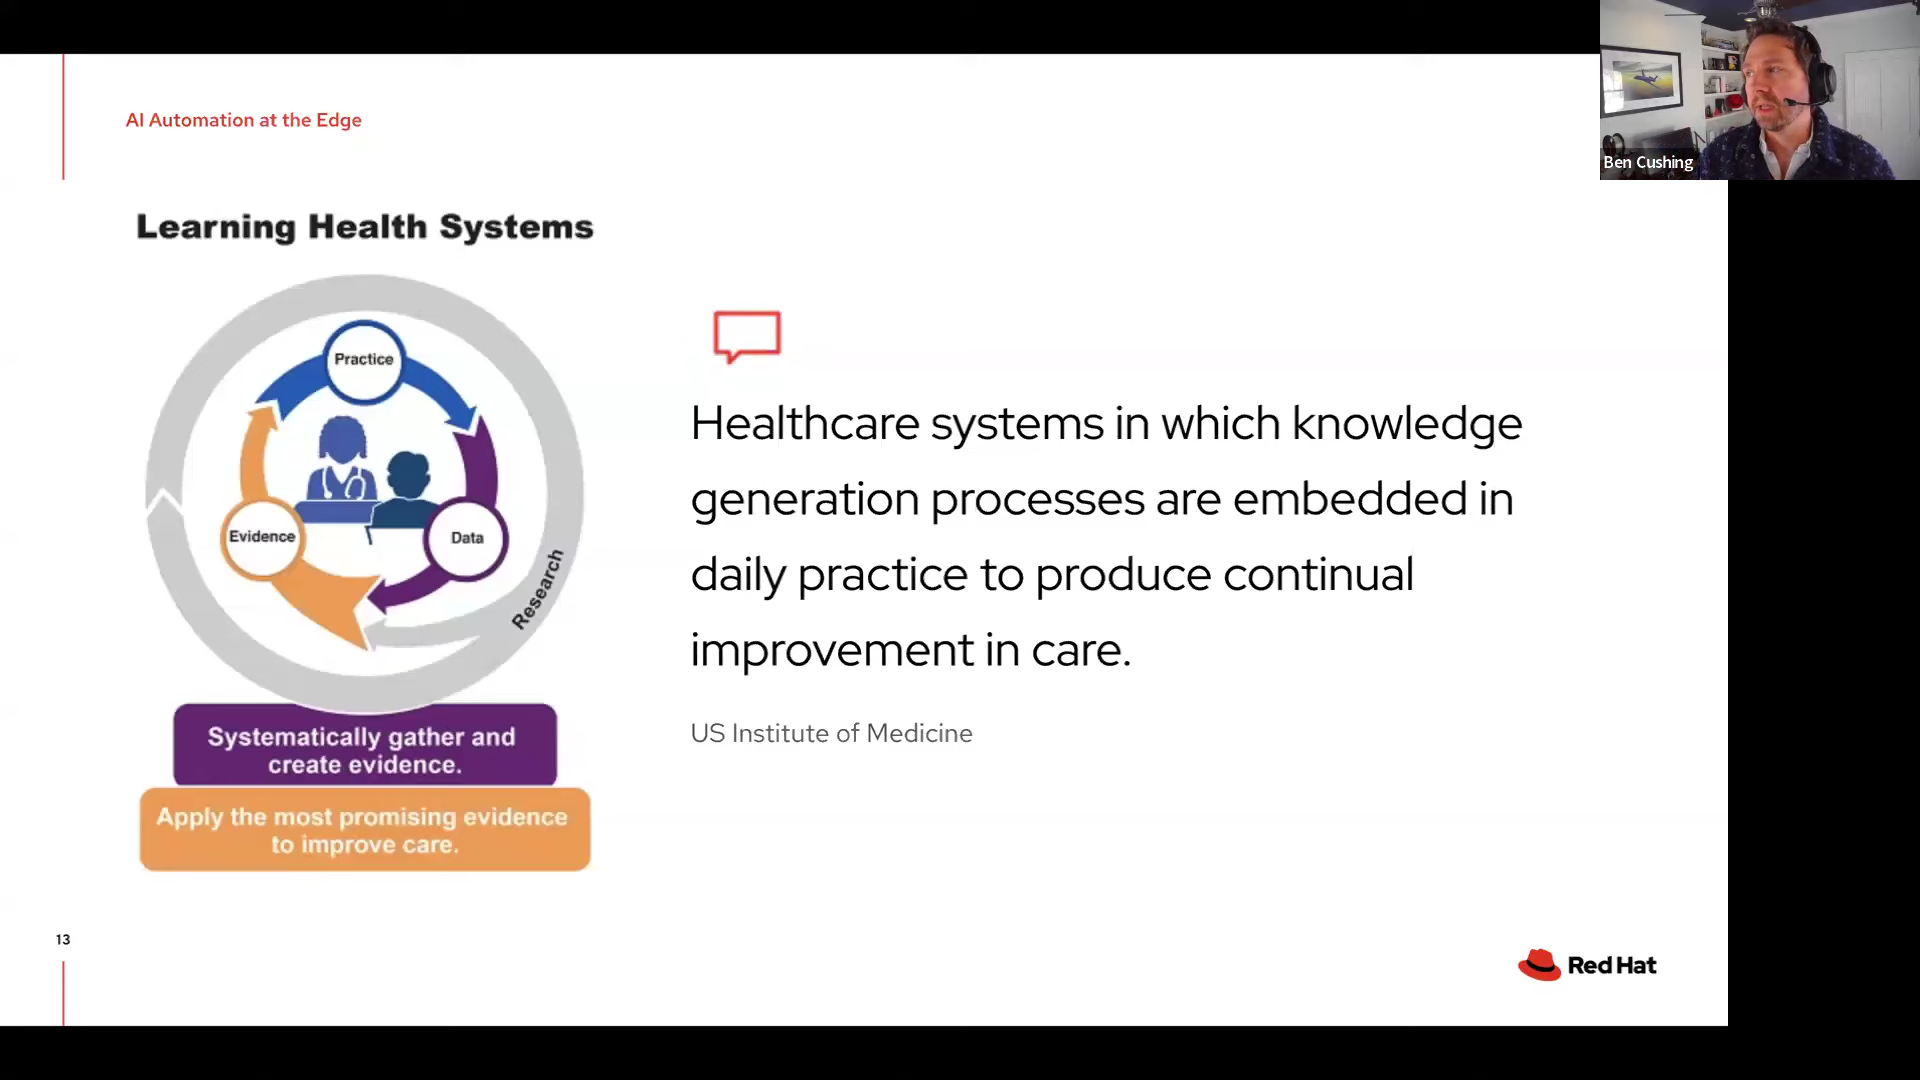 AI Automation at the Edge
Ben Cushing
Learning Health Systems
Practice
Evidence
Data
Research
Systematically gather and
create evidence.
Apply the most promising evidence
to improve care.
Healthcare systems in which knowledge
generation processes are embedded in
daily practice to produce continual
improvement in care.
US Institute of Medicine
13
Red Hat